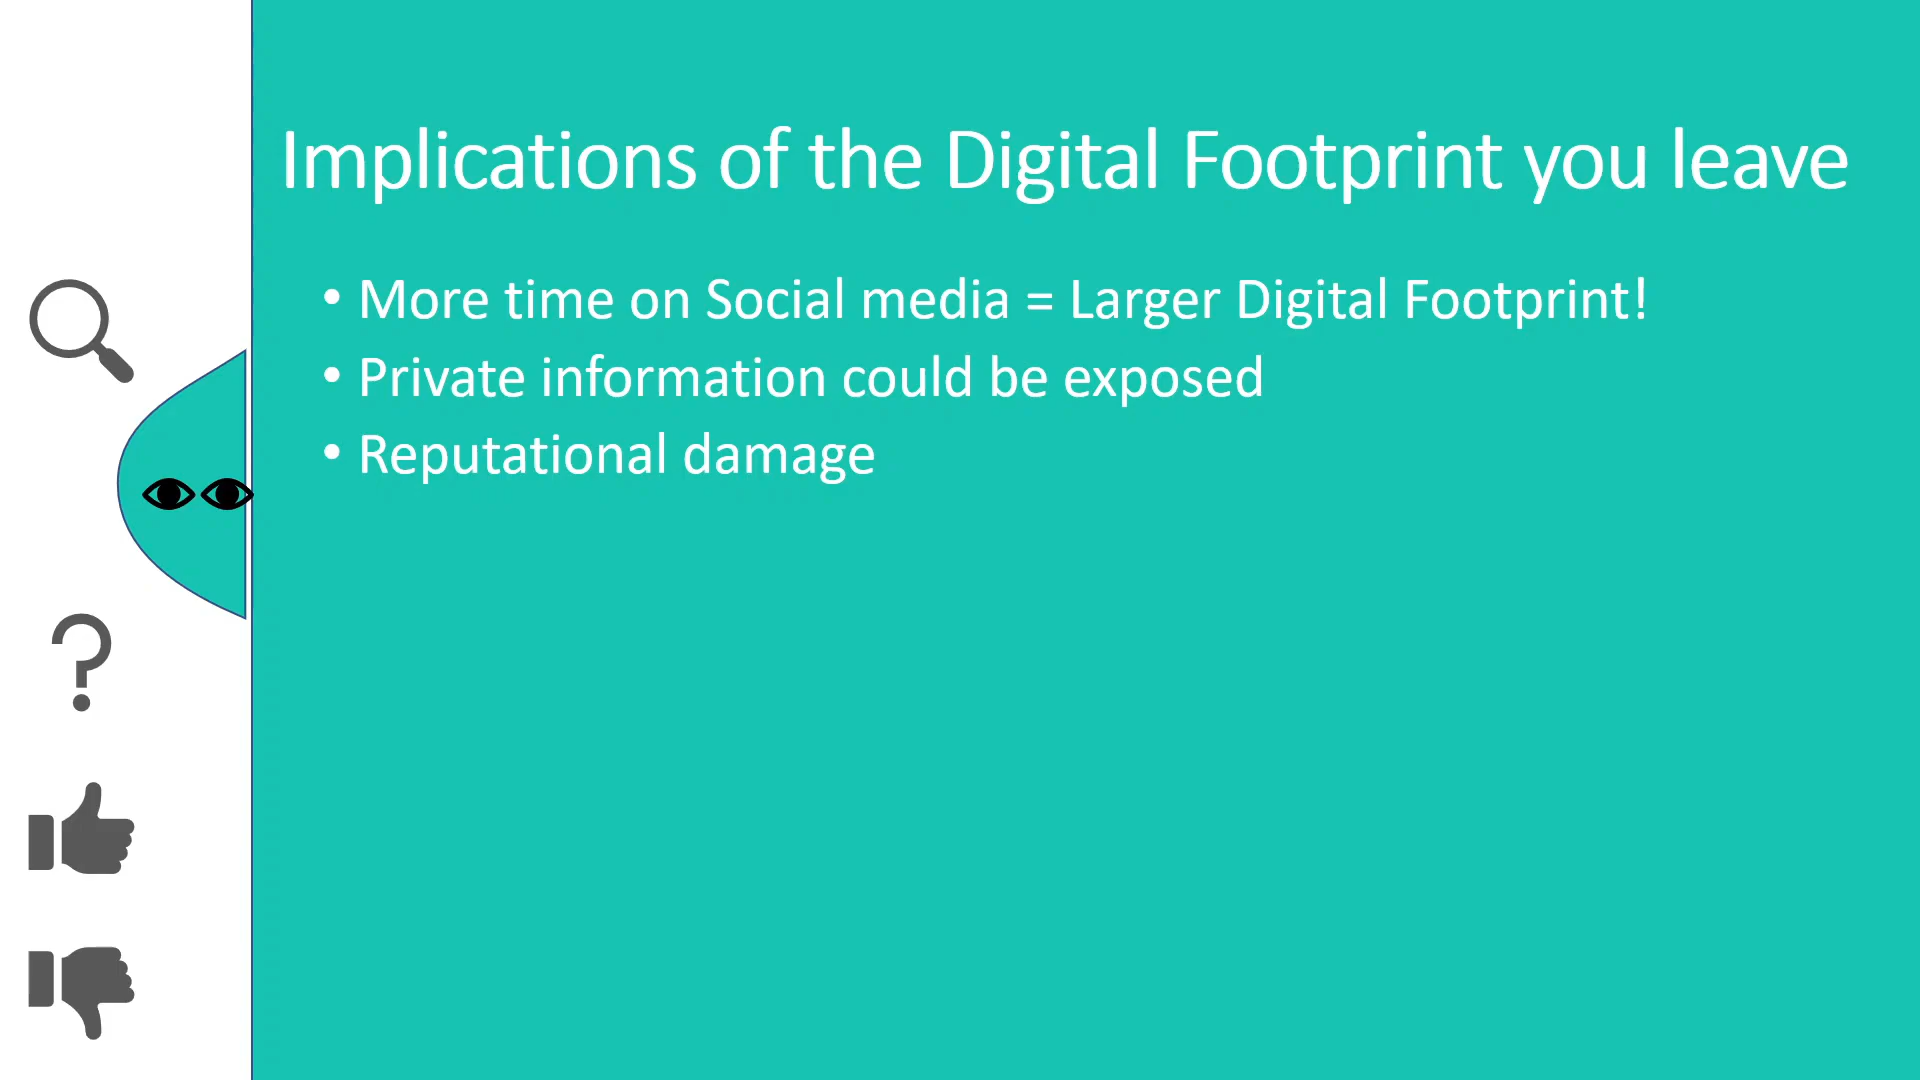 Implications of the Digital Footprint you leave
• More time on Social media = Larger Digital Footprint!
• Private information could be exposed
• Reputational damage